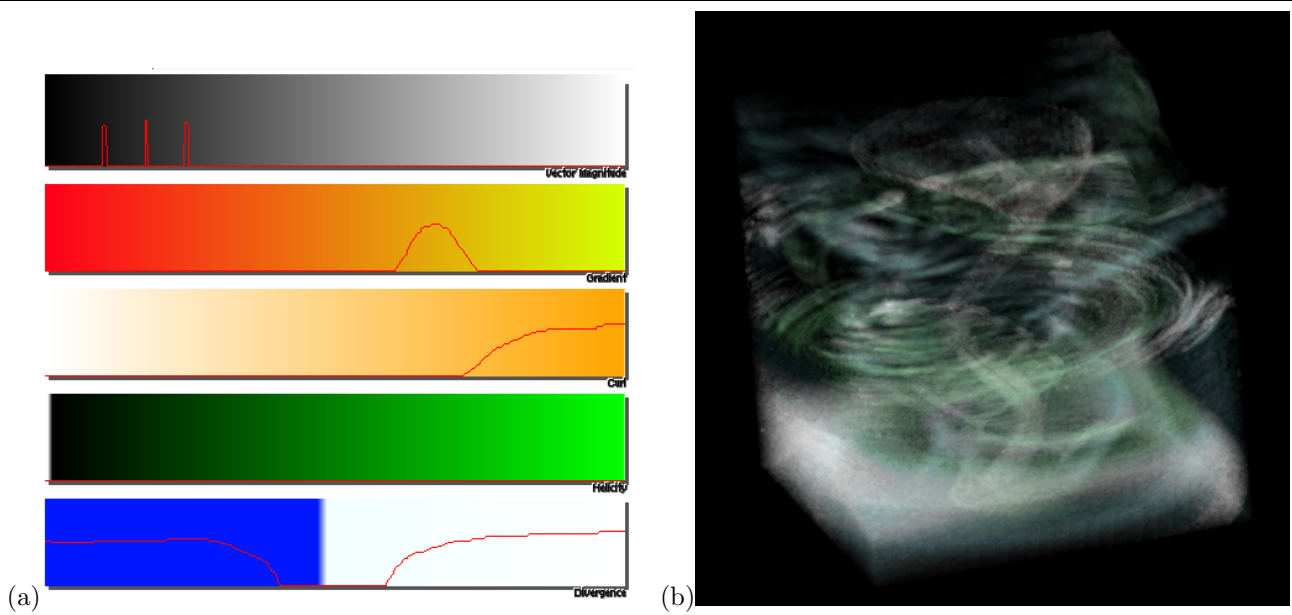 Vector Magnitude
Gradient
Curl
Helicity
Divergence
(a)
(b)